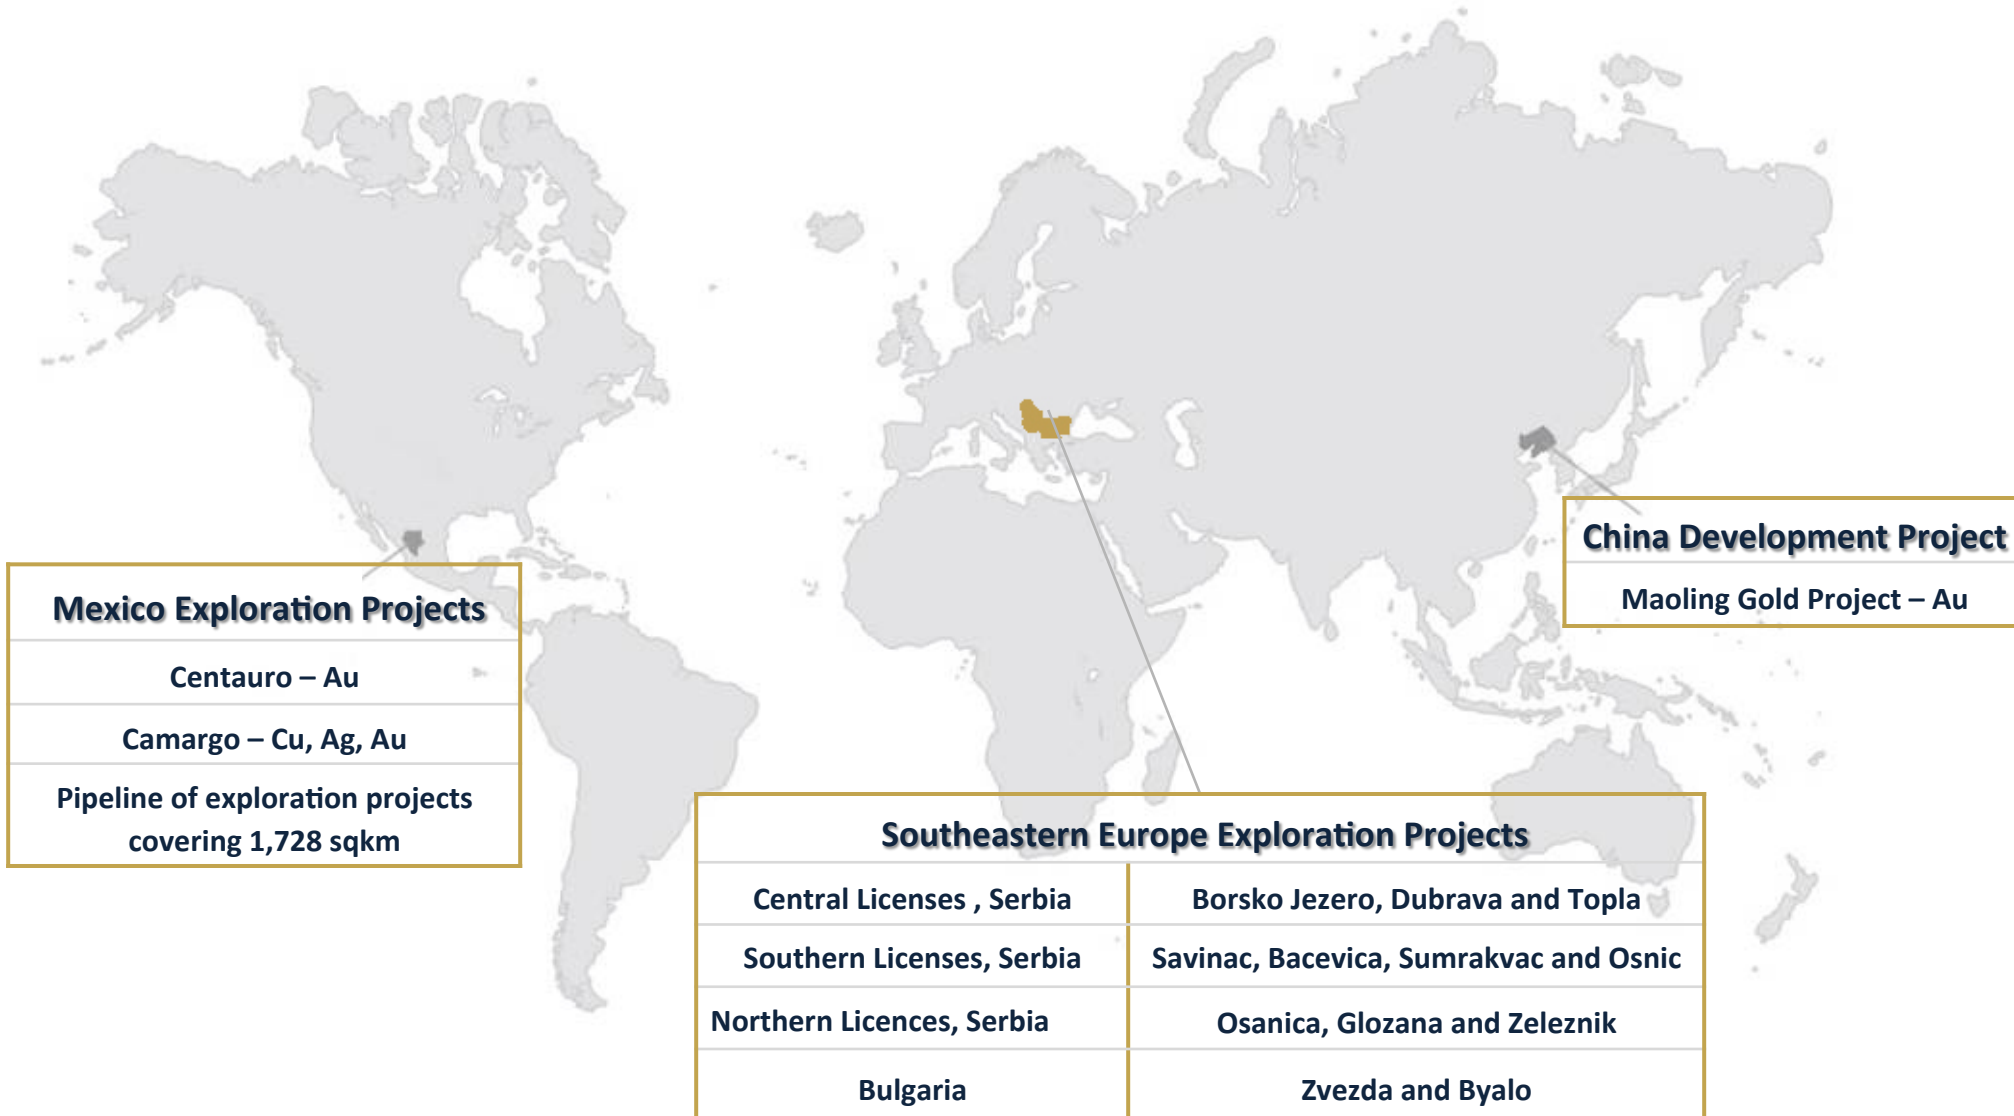 China Development Project
Maoling Gold Project – Au
Mexico Exploration Projects
Centauro – Au
Camargo – Cu, Ag, Au
Pipeline of exploration projects
covering 1,728 sqkm
Southeastern Europe Exploration Projects
Central Licenses , Serbia
Borsko Jezero, Dubrava and Topla
Southern Licenses, Serbia
Savinac, Bacevica, Sumrakvac and Osnic
Northern Licences, Serbia
Osanica, Glozana and Zeleznik
Bulgaria
Zvezda and Byalo